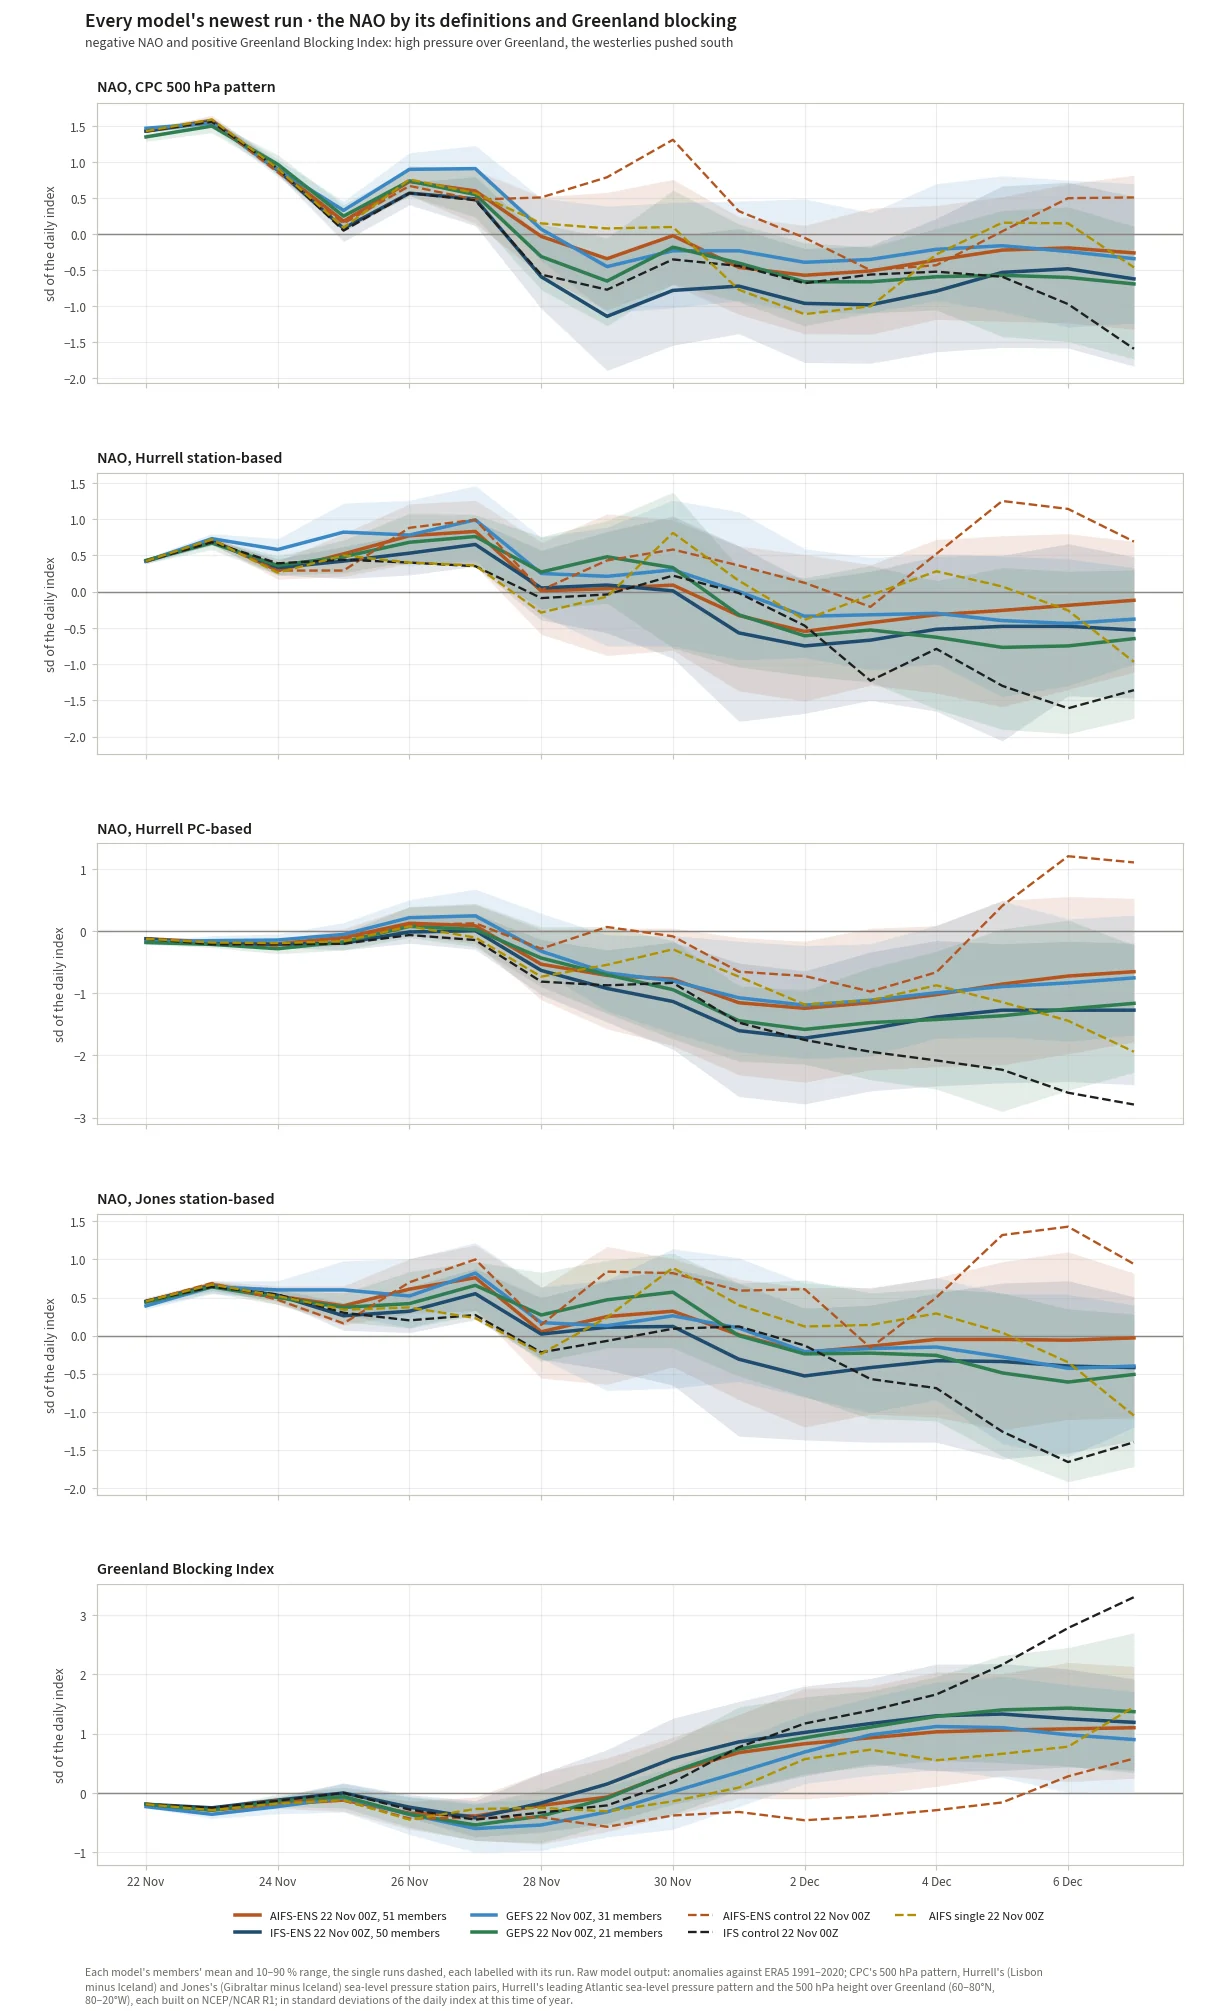 Every model's newest run · the NAO by its definitions and Greenland blocking
negative NAO and positive Greenland Blocking Index: high pressure over Greenland, the westerlies pushed south
NAO, CPC 500 hPa pattern
sd of the daily index
1.5
1.0
0.5
0.0
−0.5
−1.0
−1.5
−2.0
NAO, Hurrell station-based
sd of the daily index
1.5
1.0
0.5
0.0
−0.5
−1.0
−1.5
−2.0
NAO, Hurrell PC-based
sd of the daily index
1
0
−1
−2
−3
NAO, Jones station-based
sd of the daily index
1.5
1.0
0.5
0.0
−0.5
−1.0
−1.5
−2.0
Greenland Blocking Index
sd of the daily index
3
2
1
0
−1
22 Nov 24 Nov 26 Nov 28 Nov 30 Nov 2 Dec 4 Dec 6 Dec
AIFS-ENS 22 Nov 00Z, 51 members GEFS 22 Nov 00Z, 31 members AIFS-ENS control 22 Nov 00Z AIFS single 22 Nov 00Z
IFS-ENS 22 Nov 00Z, 50 members GEPS 22 Nov 00Z, 21 members IFS control 22 Nov 00Z
Each model's members' mean and 10–90 % range, the single runs dashed, each labelled with its run. Raw model output: anomalies against ERA5 1991–2020; CPC's 500 hPa pattern, Hurrell's (Lisbon
minus Iceland) and Jones's (Gibraltar minus Iceland) sea-level pressure station pairs, Hurrell's leading Atlantic sea-level pressure pattern and the 500 hPa height over Greenland (60–80°N,
80–20°W), each built on NCEP/NCAR R1; in standard deviations of the daily index at this time of year.